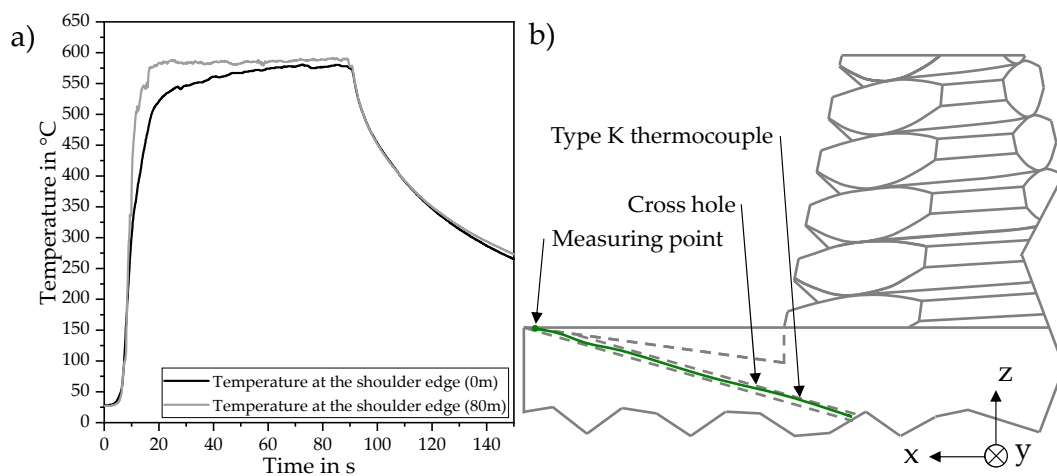 a)
650
600
550
500
450
400
350
300
250
200
150
100
50
0
Temperature in °C
Temperature at the shoulder edge (0m)
Temperature at the shoulder edge (80m)
0 20 40 60 80 100 120 140
Time in s
b)
Type K thermocouple
Cross hole
Measuring point
z
x
y